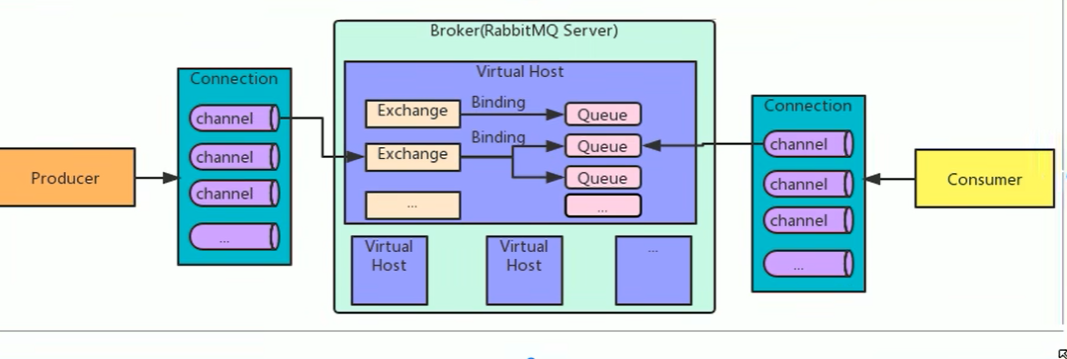 Broker(RabbitMQ Server)
Connection
channel
channel
channel
...
Producer
Virtual Host
Exchange
Binding
Queue
Binding
Exchange
Queue
Queue
...
...
Virtual
Host
Virtual
Host
...
Connection
channel
channel
channel
...
Consumer